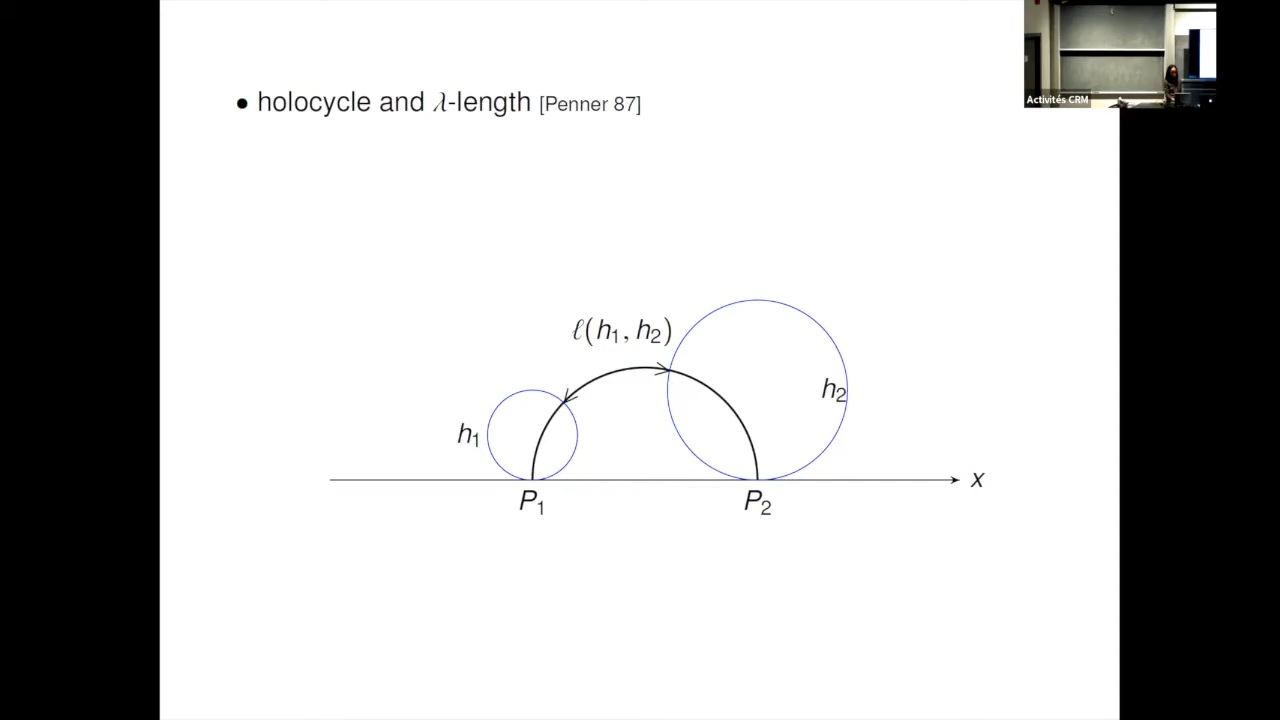 • holocycle and λ-length [Penner 87]
Activités CRM
ℓ(h₁, h₂)
h₂
h₁
x
P₁
P₂